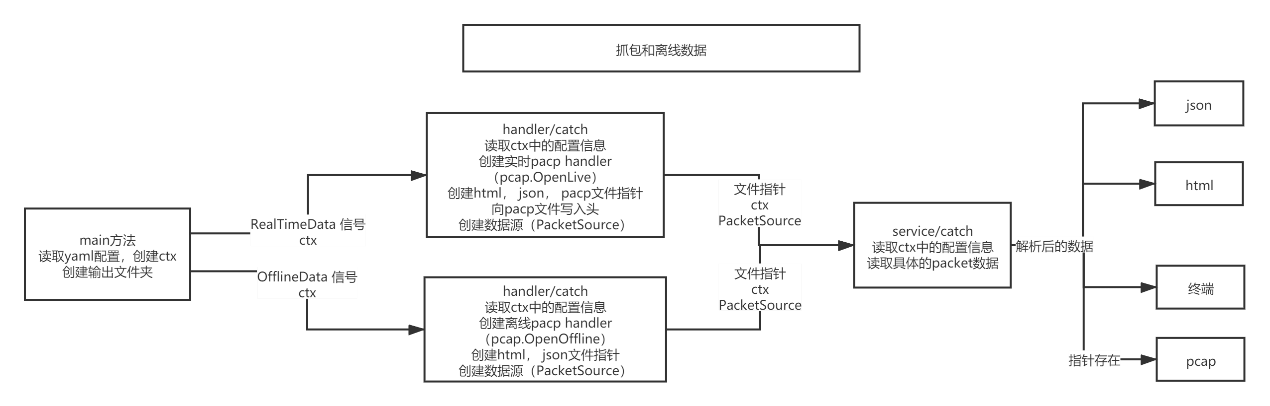 抓包和离线数据
main方法
读取yaml配置，创建ctx
创建输出文件夹
RealTimeData 信号
ctx
OfflineData 信号
ctx
handler/catch
读取ctx中的配置信息
创建实时pacp handler
（pcap.OpenLive）
创建html， json， pacp文件指针
向pacp文件写入头
创建数据源（PacketSource）
handler/catch
读取ctx中的配置信息
创建离线pacp handler
（pcap.OpenOffline）
创建html， json文件指针
创建数据源（PacketSource）
文件指针
ctx
PacketSource
文件指针
ctx
PacketSource
service/catch
读取ctx中的配置信息
读取具体的packet数据
解析后的数据
json
html
终端
指针存在
pcap